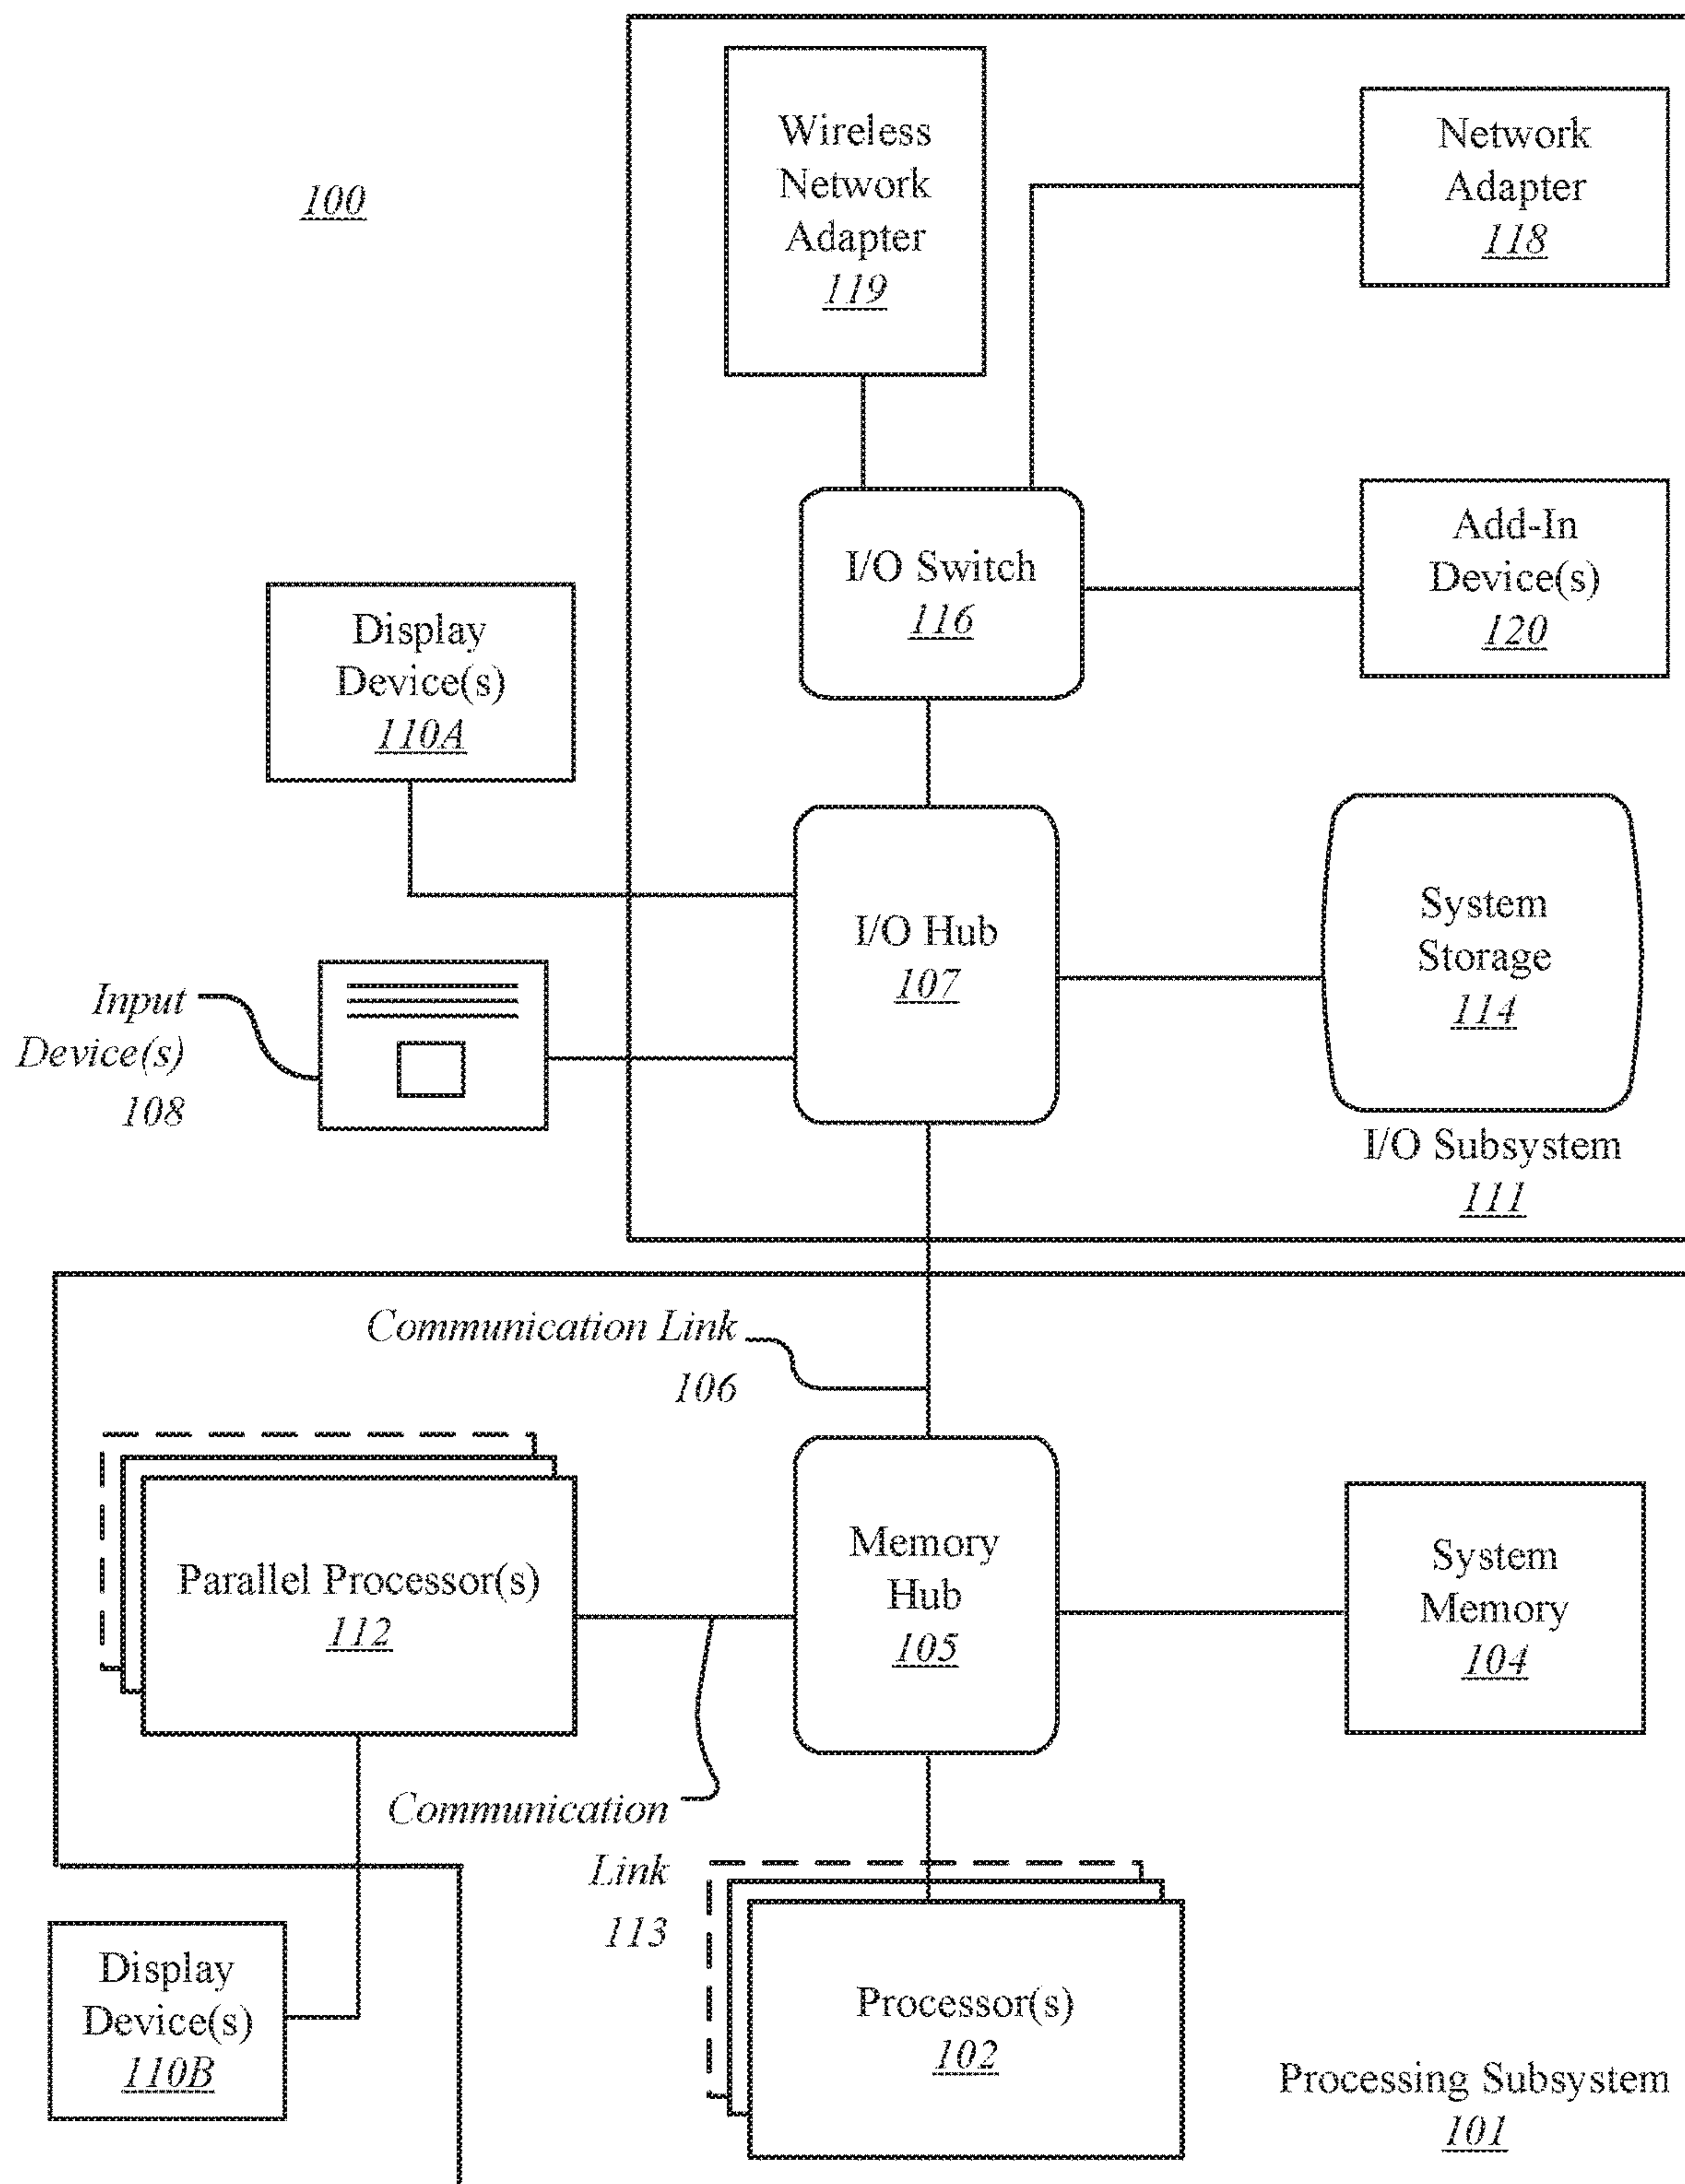 100
Wireless
Network
Adapter
119
Network
Adapter
118
I/O Switch
116
Add-In
Device(s)
120
Display
Device(s)
110A
I/O Hub
107
System
Storage
114
Input
Device(s)
108
I/O Subsystem
111
Communication Link
106
Parallel Processor(s)
112
Memory
Hub
105
System
Memory
104
Communication
Link
113
Display
Device(s)
110B
Processor(s)
102
Processing Subsystem
101